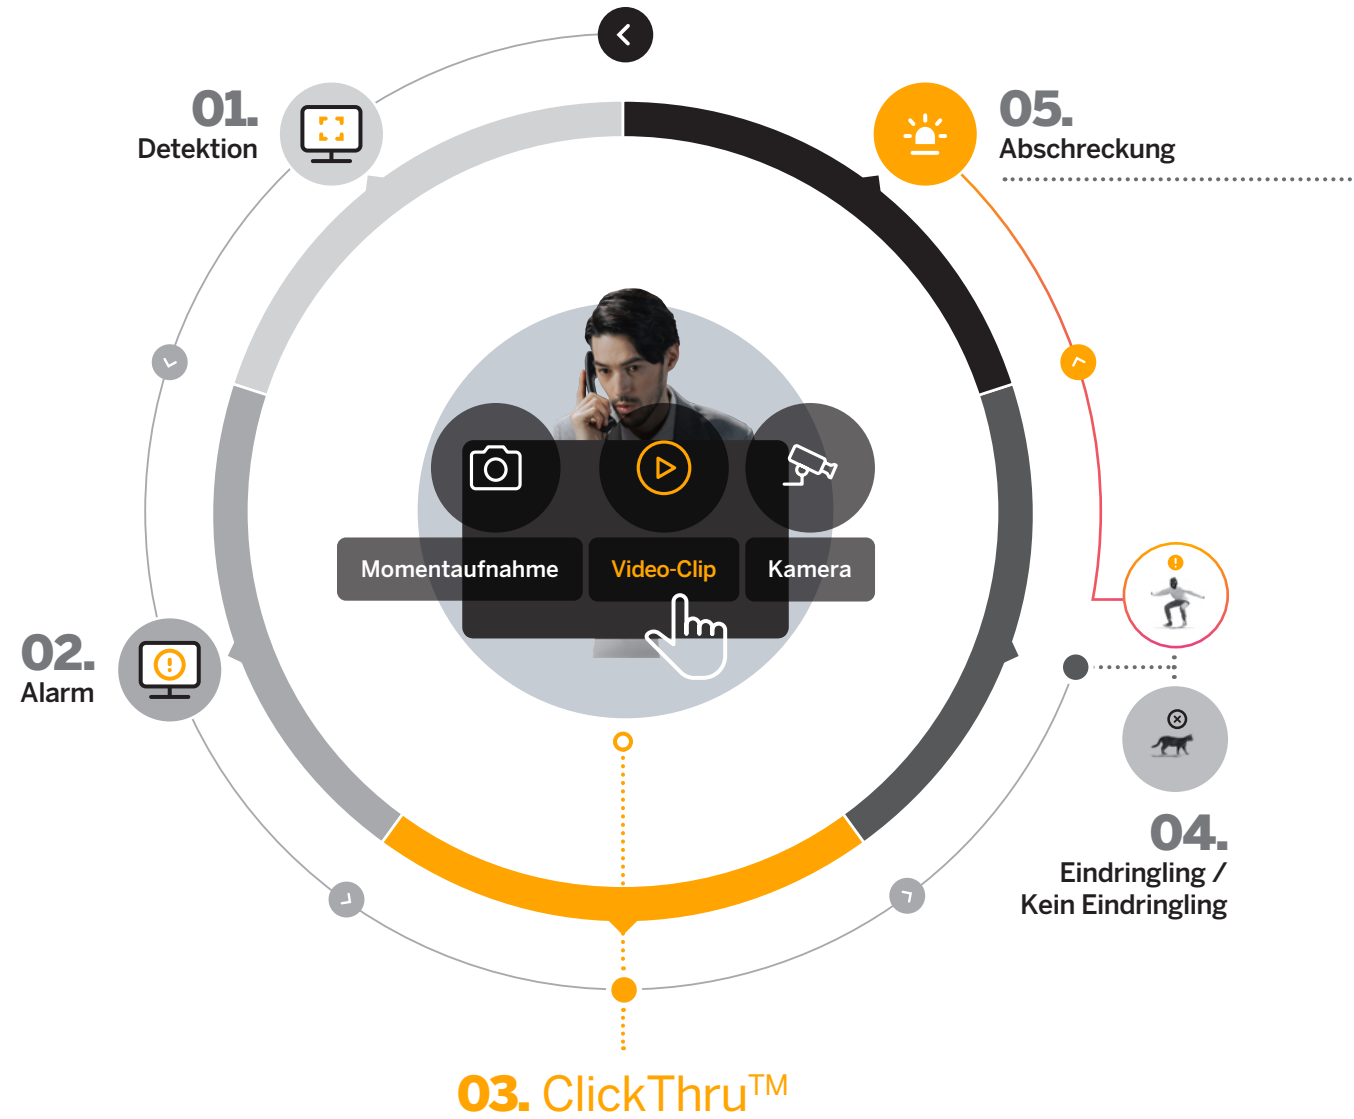 01.
Detektion
05.
Abschreckung
Momentaufnahme
Video-Clip
Kamera
02.
Alarm
04.
Eindringling /
Kein Eindringling
03. ClickThru™